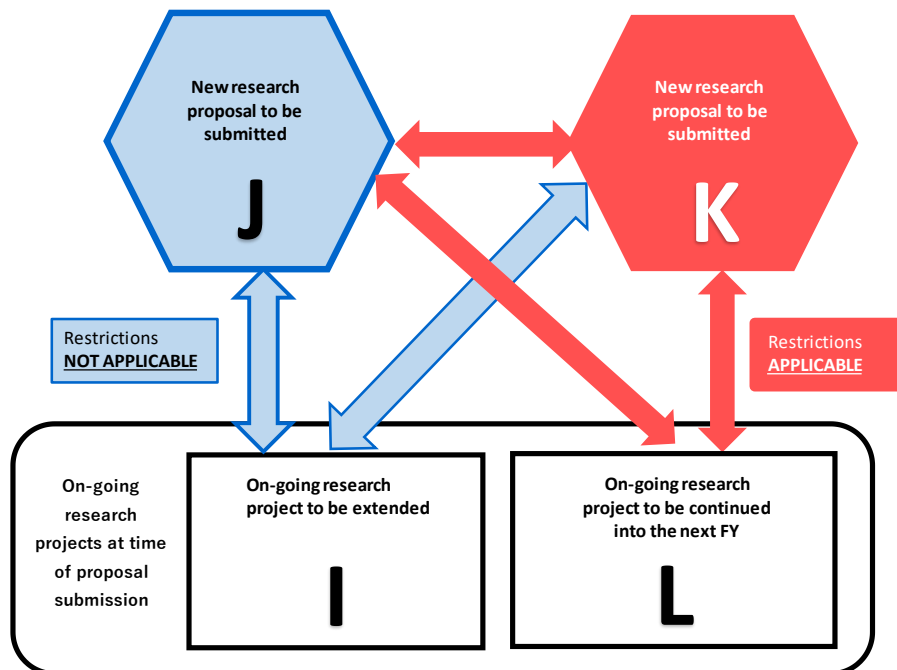 New research
proposal to be
submitted
J
New research
proposal to be
submitted
K
Restrictions
NOT APPLICABLE
Restrictions
APPLICABLE
On-going
research
projects at time
of proposal
submission
On-going research
project to be extended
I
On-going research
project to be continued
into the next FY
L